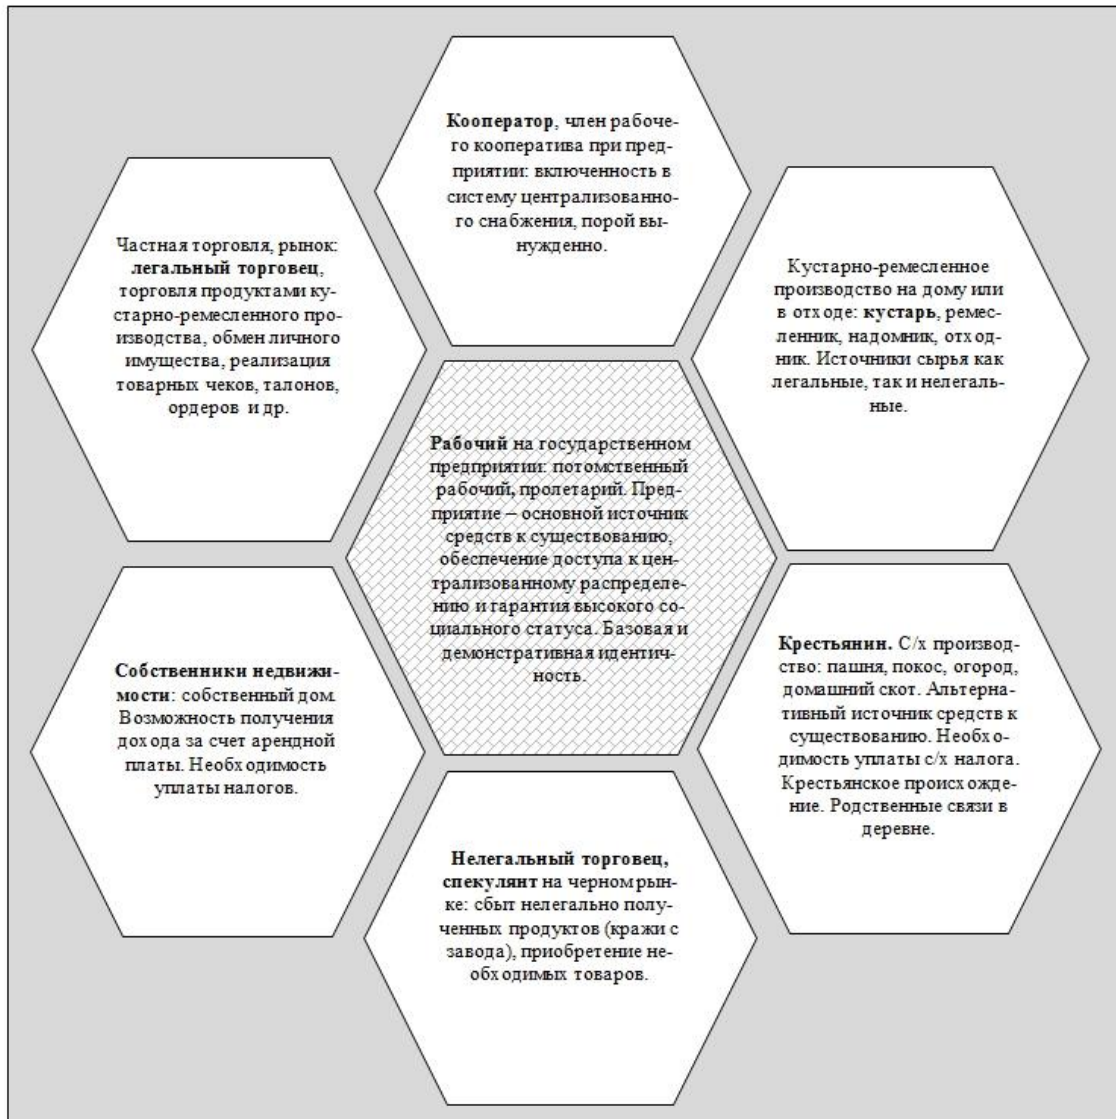 Кооператор, член рабоче-
го кооператива при пред-
приятии: включенность в
систему централизованно-
го снабжения, порой вы-
нужденно.
Частная торговля, рынок:
легальный торговец,
торговля продуктами ку-
старно-ремесленного про-
изводства, обмен личного
имущества, реализация
товарных чеков, талонов,
ордеров и др.
Кустарно-ремесленное
производство на дому или
в отходе: кустарь, ремес-
ленник, надомник, отход-
ник. Источники сырья как
легальные, так и нелегаль-
ные.
Рабочий на государственном
предприятии: потомственный
рабочий, пролетарий. Пред-
приятие – основной источник
средств к существованию,
обеспечение доступа к цен-
трализованному распределе-
нию и гарантия высокого со-
циального статуса. Базовая и
демонстративная идентич-
ность.
Собственники недвижи-
мости: собственный дом.
Возможность получения
дохода за счет арендной
платы. Необходимость
уплаты налогов.
Крестьянин. С/х производ-
ство: пашня, покос, огород,
домашний скот. Альтерна-
тивный источник средств к
существованию. Необхо-
димость уплаты с/х налога.
Крестьянское происхожде-
ние. Родственные связи в
деревне.
Нелегальный торговец,
спекулянт на черном рын-
ке: сбыт нелегально полу-
ченных продуктов (кражи с
завода), приобретение не-
обходимых товаров.